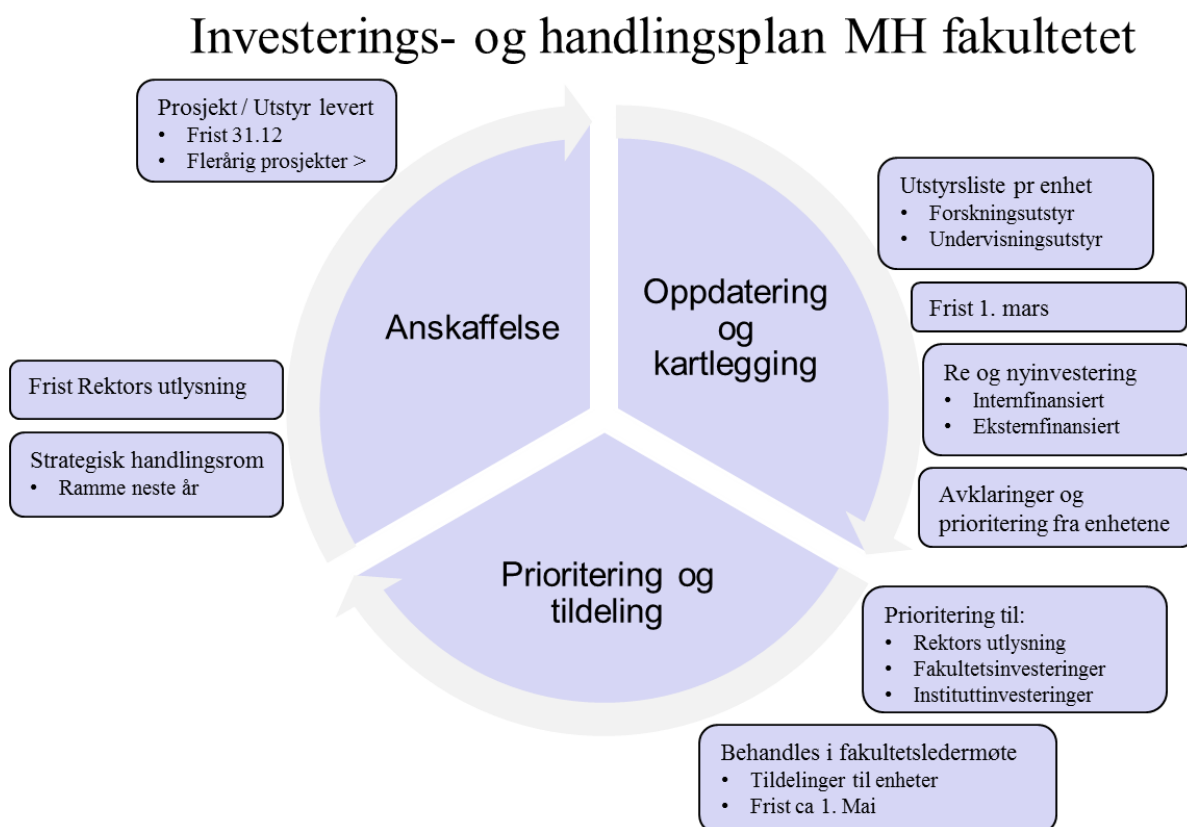 Investerings- og handlingsplan MH fakultetet
Prosjekt / Utstyr levert
• Frist 31.12
• Flerårig prosjekter >
Utstyrsliste pr enhet
• Forskningsutstyr
• Undervisningsutstyr
Oppdatering
og
kartlegging
Frist 1. mars
Anskaffelse
Re og nyinvestering
• Internfinansiert
• Eksternfinansiert
Frist Rektors utlysning
Strategisk handlingsrom
• Ramme neste år
Avklaringer og
prioritering fra enhetene
Prioritering og
tildeling
Prioritering til:
• Rektors utlysning
• Fakultetsinvesteringer
• Instituttinvesteringer
Behandles i fakultetsledermøte
• Tildelinger til enheter
• Frist ca 1. Mai